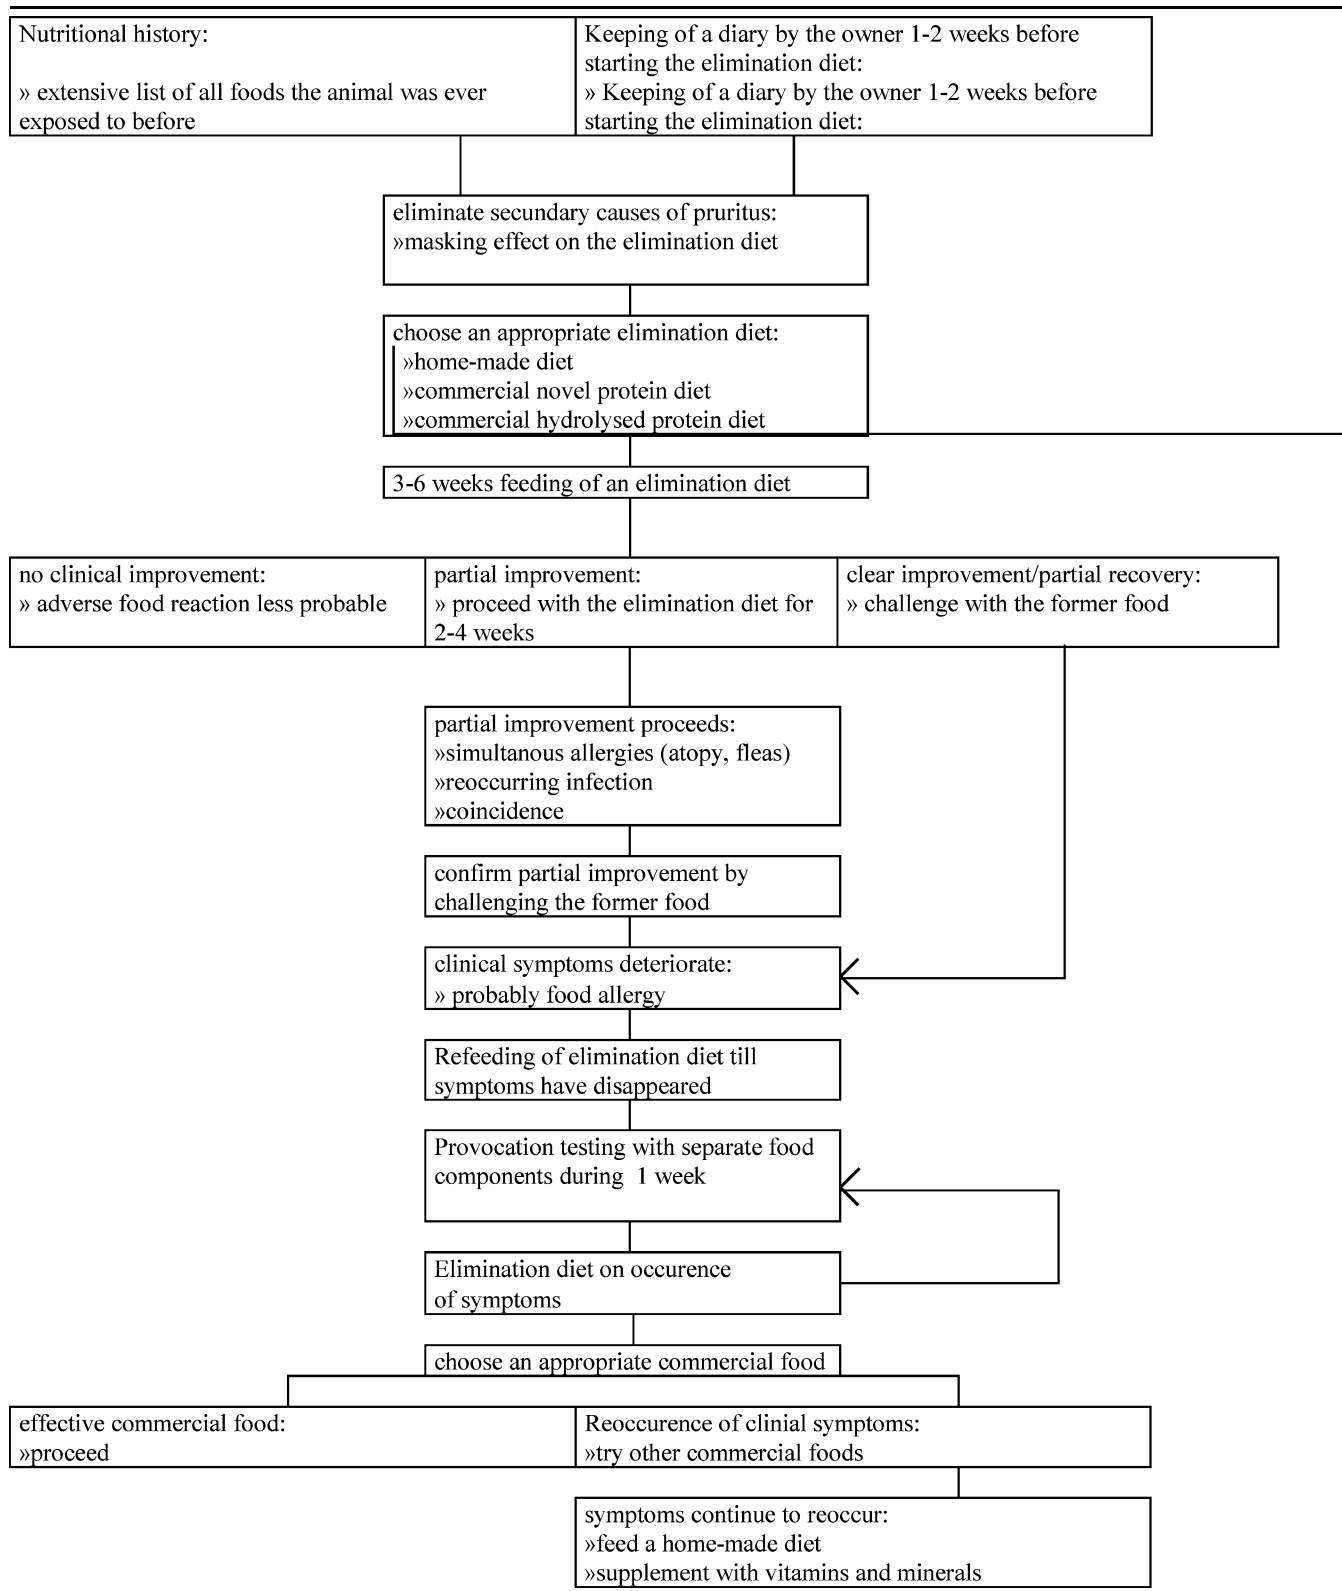 Nutritional history:
» extensive list of all foods the animal was ever
exposed to before
Keeping of a diary by the owner 1-2 weeks before
starting the elimination diet:
» Keeping of a diary by the owner 1-2 weeks before
starting the elimination diet:
eliminate secundary causes of pruritus:
»masking effect on the elimination diet
choose an appropriate elimination diet:
»home-made diet
»commercial novel protein diet
»commercial hydrolysed protein diet
3-6 weeks feeding of an elimination diet
no clinical improvement:
» adverse food reaction less probable
partial improvement:
» proceed with the elimination diet for
2-4 weeks
clear improvement/partial recovery:
» challenge with the former food
partial improvement proceeds:
»simultanous allergies (atopy, fleas)
»reoccurring infection
»coincidence
confirm partial improvement by
challenging the former food
clinical symptoms deteriorate:
» probably food allergy
Refeeding of elimination diet till
symptoms have disappeared
Provocation testing with separate food
components during  1 week
Elimination diet on occurence
of symptoms
choose an appropriate commercial food
effective commercial food:
»proceed
Reoccurence of clinial symptoms:
»try other commercial foods
symptoms continue to reoccur:
»feed a home-made diet
»supplement with vitamins and minerals